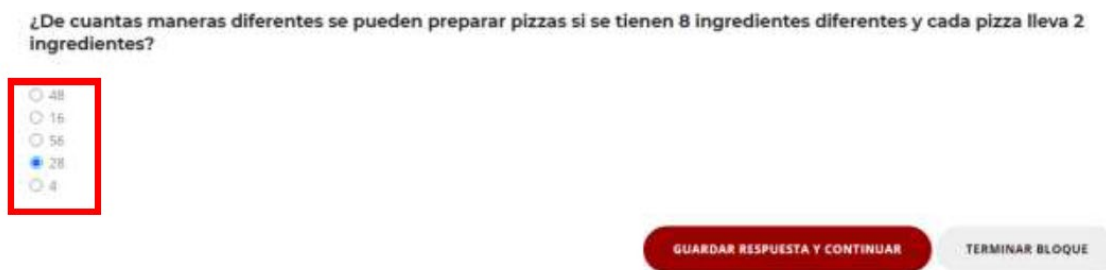 ¿De cuantas maneras diferentes se pueden preparar pizzas si se tienen 8 ingredientes diferentes y cada pizza lleva 2
ingredientes?
48
16
56
28
4
GUARDAR RESPUESTA Y CONTINUAR
TERMINAR BLOQUE